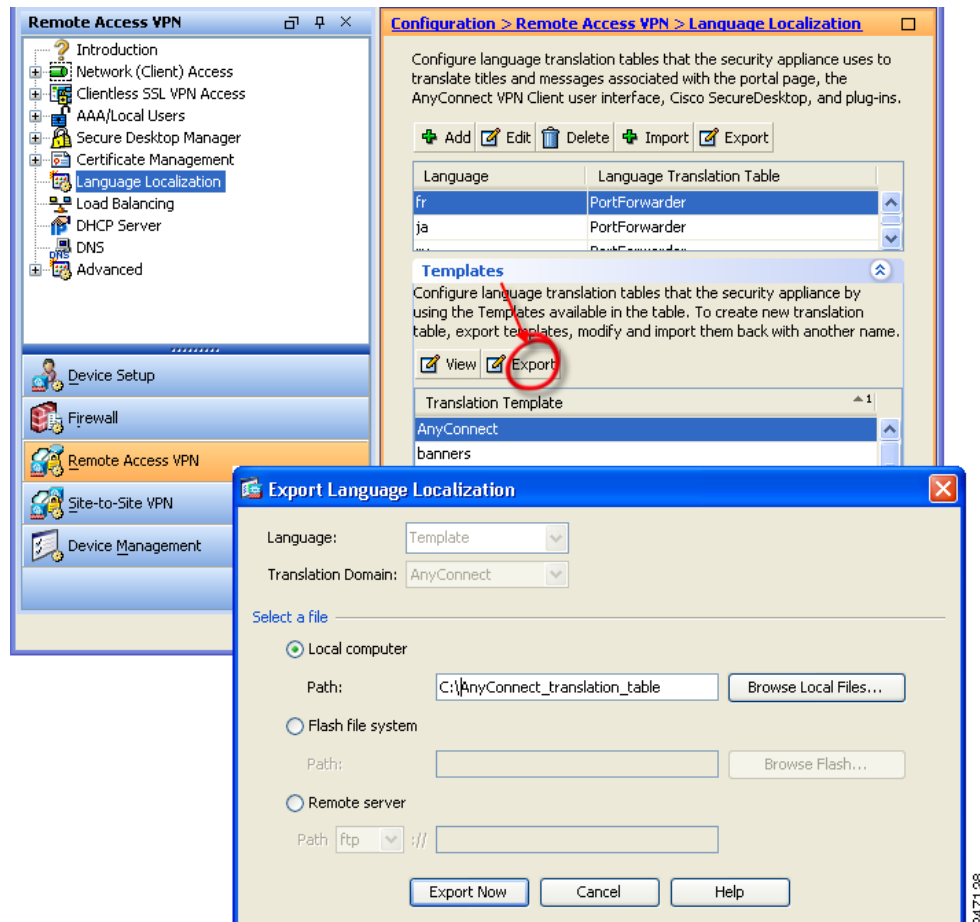 Remote Access VPN
Introduction
Network (Client) Access
Clientless SSL VPN Access
AAA/Local Users
Secure Desktop Manager
Certificate Management
Language Localization
Load Balancing
DHCP Server
DNS
DNS
Advanced
Device Setup
Firewall
Remote Access VPN
Site-to-Site VPN
Device Management
Configuration > Remote Access VPN > Language Localization
Configure language translation tables that the security appliance uses to
translate titles and messages associated with the portal page, the
AnyConnect VPN Client user interface, Cisco SecureDesktop, and plug-ins.
Add Edit Delete Import Export
Language Language Translation Table
fr PortForwarder
ja PortForwarder
PortForwarder
Templates
Configure language translation tables that the security appliance by
using the Templates available in the table. To create new translation
table, export templates, modify and import them back with another name.
View Export
Translation Template 1
AnyConnect
banners
Export Language Localization
Language: Template
Translation Domain: AnyConnect
Select a file
Local computer
Path: C:\AnyConnect_translation_table Browse Local Files...
Flash file system
Path: Browse Flash...
Remote server
Path ftp ://
Export Now Cancel Help
247128